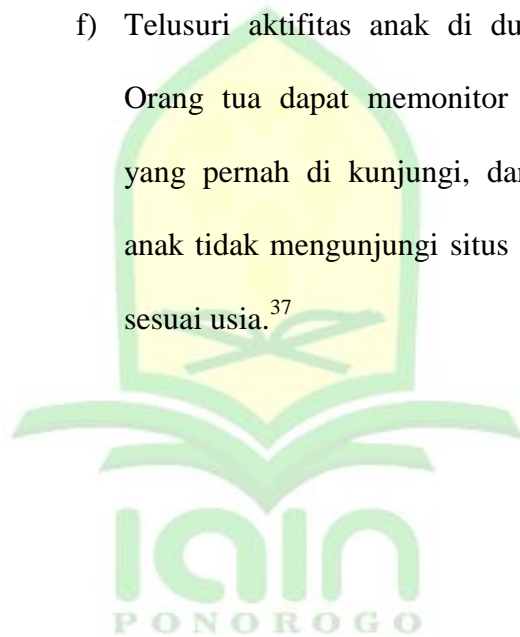 f) Telusuri aktifitas anak di du
Orang tua dapat memonitor
yang pernah di kunjungi, dan
anak tidak mengunjungi situs
sesuai usia.37
IAIN
PONOROGO